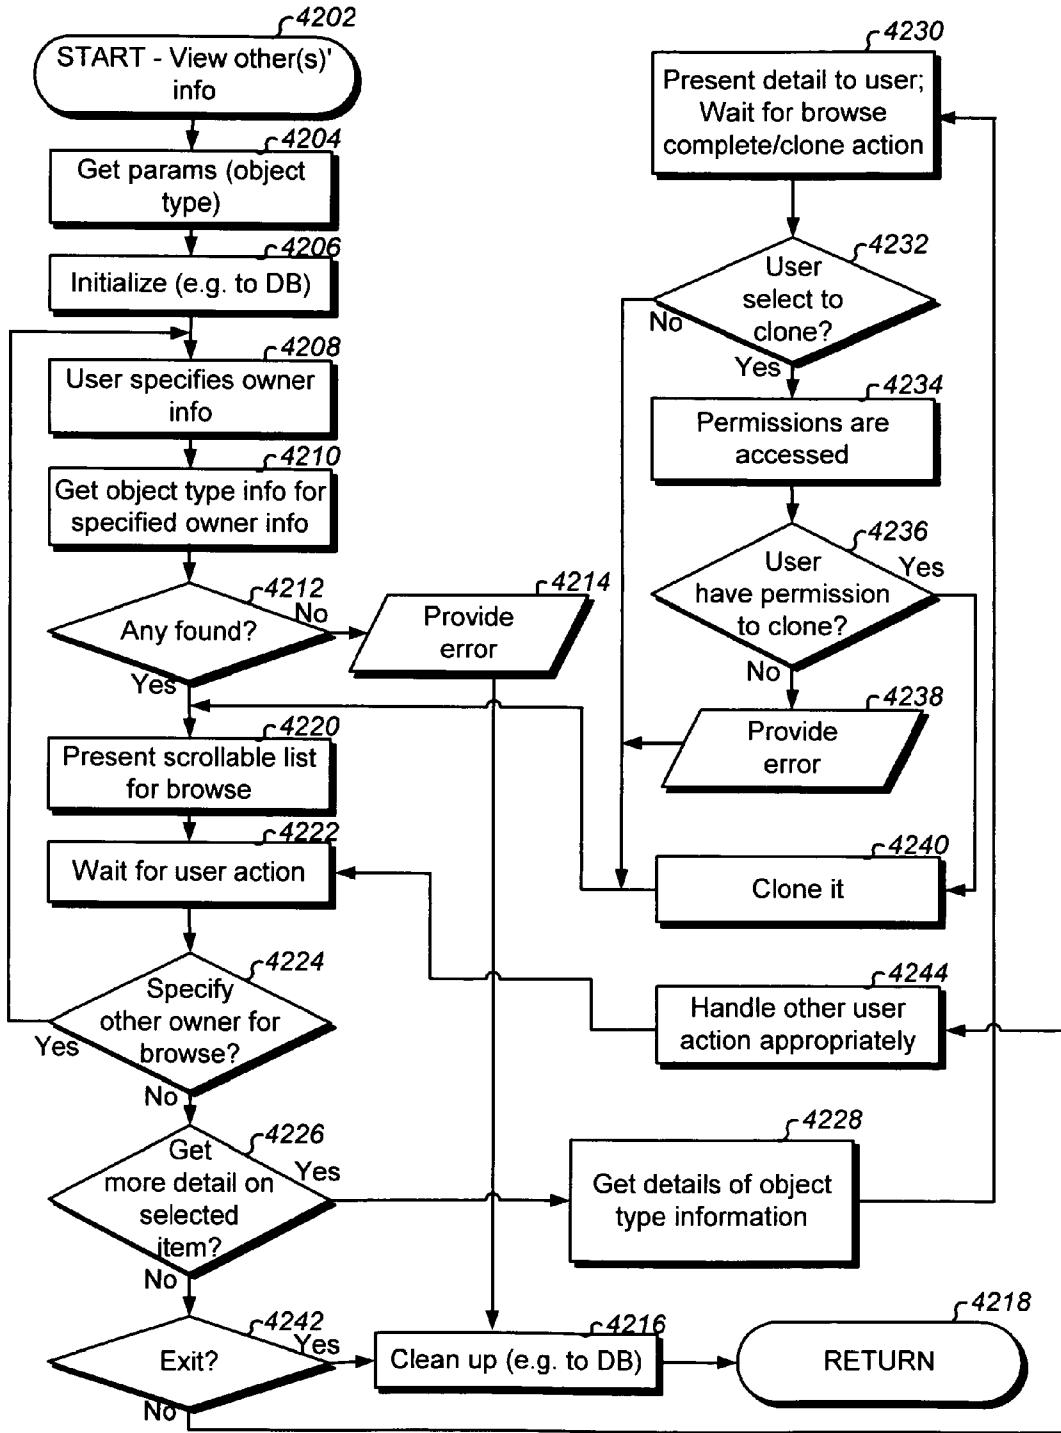 4202
START - View other(s)'
info
4204
Get params (object
type)
4206
Initialize (e.g. to DB)
4208
User specifies owner
info
4210
Get object type info for
specified owner info
4212
Any found?
No
Yes
4214
Provide
error
4220
Present scrollable list
for browse
4222
Wait for user action
4224
Specify
other owner for
browse?
Yes
No
4226
Get
more detail on
selected
item?
Yes
No
4242
Exit?
Yes
No
4216
Clean up (e.g. to DB)
4218
RETURN
4228
Get details of object
type information
4230
Present detail to user;
Wait for browse
complete/clone action
4232
User
select to
clone?
No
Yes
4234
Permissions are
accessed
4236
User
have permission
to clone?
Yes
No
4238
Provide
error
4240
Clone it
4244
Handle other user
action appropriately